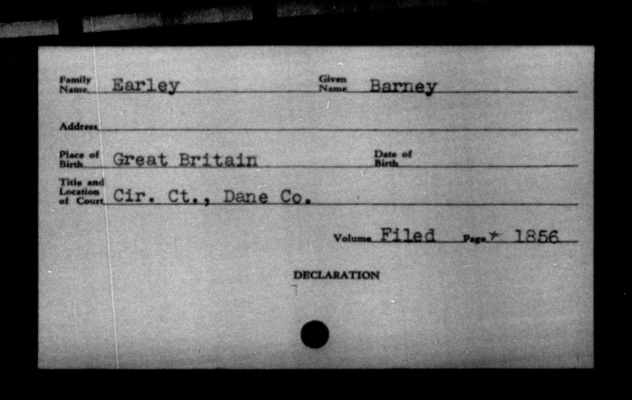 Family Name Earley Given Name Barney
Address
Place of Birth Great Britain Date of Birth
Title and Location of Court Cir. Ct., Dane Co.
Volume Filed Page * 1856
DECLARATION